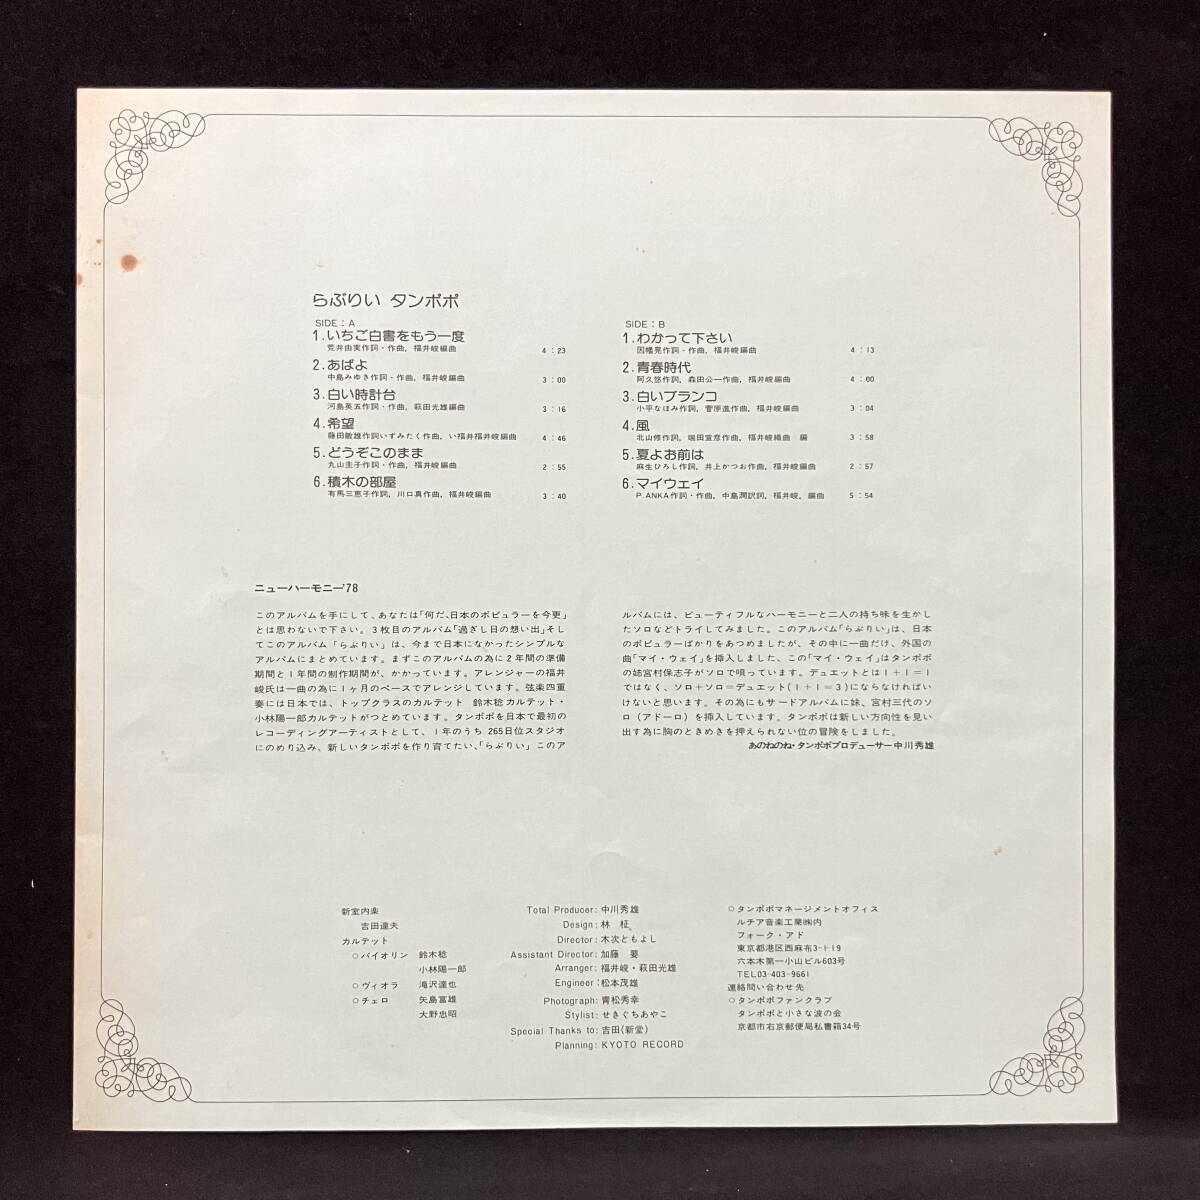 らぶりい タンポポ
SIDE：A
1.いちご白書をもう一度
荒井由実作詞・作曲，福井峻編曲 4：23
2.あばよ
中島みゆき作詞・作曲，福井峻編曲 3：00
3.白い時計台
河島英五作詞・作曲，萩田光雄編曲 3：16
4.希望
藤田敏雄作詞いずみたく作曲，い福井福井峻編曲 4：46
5.どうぞこのまま
丸山圭子作詞・作曲，福井峻編曲 2：55
6.積木の部屋
有馬三恵子作詞，川口真作曲，福井峻編曲 3：40
SIDE：B
1.わかって下さい
因幡晃作詞・作曲，福井峻編曲 4：13
2.青春時代
阿久悠作詞，森田公一作曲，福井峻編曲 4：00
3.白いブランコ
小平なほみ作詞，菅原進作曲，福井峻編曲 3：04
4.風
北山修作詞，端田宣彦作曲，福井峻編曲 編 3：58
5.夏よお前は
麻生ひろし作詞，井上かつお作曲，福井峻編曲 2：57
6.マイウェイ
P.ANKA作詞・作曲，中島潤訳詞，福井峻，編曲 5：54
ニューハーモニー'78
このアルバムを手にして、あなたは「何だ、日本のポピュラーを今更」
とは思わないで下さい。3枚目のアルバム「過ぎし日の想い出」そし
てこのアルバム「らぶりい」は、今まで日本になかったシンプルな
アルバムにまとめています。まずこのアルバムの為に2年間の準備
期間と1年間の制作期間が、かかっています。アレンジャーの福井
峻氏は一曲の為に1ヶ月のペースでアレンジしています。弦楽四重
奏には日本では、トップクラスのカルテット 鈴木稔カルテット・
小林陽一郎カルテットがつとめています。タンポポを日本で最初の
レコーディングアーティストとして、1年のうち265日位スタジオ
にのめり込み、新しいタンポポを作り育てたい、「らぶりい」このア
ルバムには、ビューティフルなハーモニーと二人の持ち味を生かし
たソロなどトライしてみました。このアルバム「らぶりい」は、日本
のポピュラーばかりをあつめましたが、その中に一曲だけ、外国の
曲「マイ・ウェイ」を挿入しました、この「マイ・ウェイ」はタンポポ
の姉宮村保志子がソロで唄っています。デュエットとは1＋1＝1
ではなく、ソロ＋ソロ＝デュエット(1＋1＝3)にならなければい
けないと思います。その為にもサードアルバムに妹、宮村三代のソ
ロ（アドーロ）を挿入しています。タンポポは新しい方向性を見い
出す為に胸のときめきを押えられない位の冒険をしました。
あのねのね・タンポポプロデューサー中川秀雄
新室内楽
吉田達夫
カルテット
○バイオリン 鈴木稔
小林陽一郎
○ヴィオラ 滝沢達也
○チェロ 矢島富雄
大野忠昭
Total Producer：中川秀雄
Design：林 柾
Director：木次ともよし
Assistant Director：加藤 要
Arranger：福井峻・萩田光雄
Engineer：松本茂雄
Photograph：青松秀幸
Stylist：せきぐちあやこ
Special Thanks to：吉田(新堂)
Planning：KYOTO RECORD
○タンポポマネージメントオフィス
ルチア音楽工業㈱内
フォーク・アド
東京都港区西麻布3-1-19
六本木第一小山ビル603号
TEL03-403-9661
連絡問い合わせ先
○タンポポファンクラブ
タンポポと小さな波の会
京都市右京郵便局私書箱34号